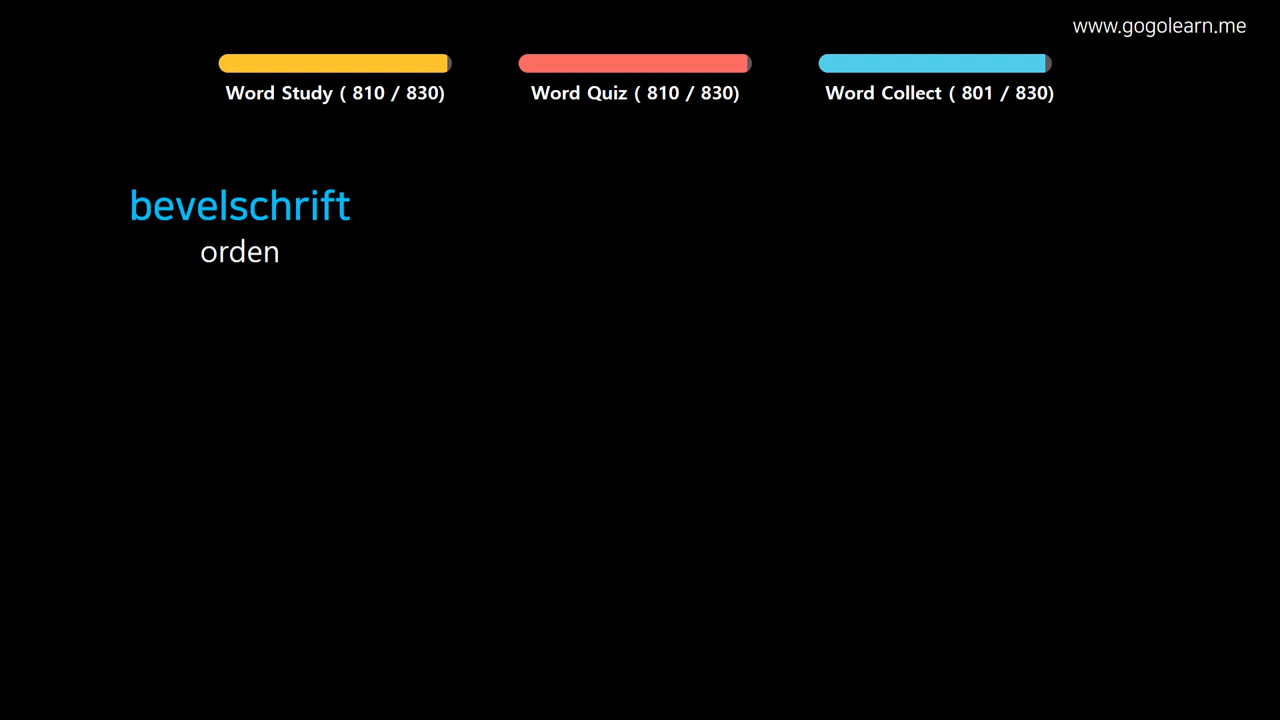 www.gogolearn.me
Word Study ( 810 / 830)
Word Quiz ( 810 / 830)
Word Collect ( 801 / 830)
bevelschrift
orden